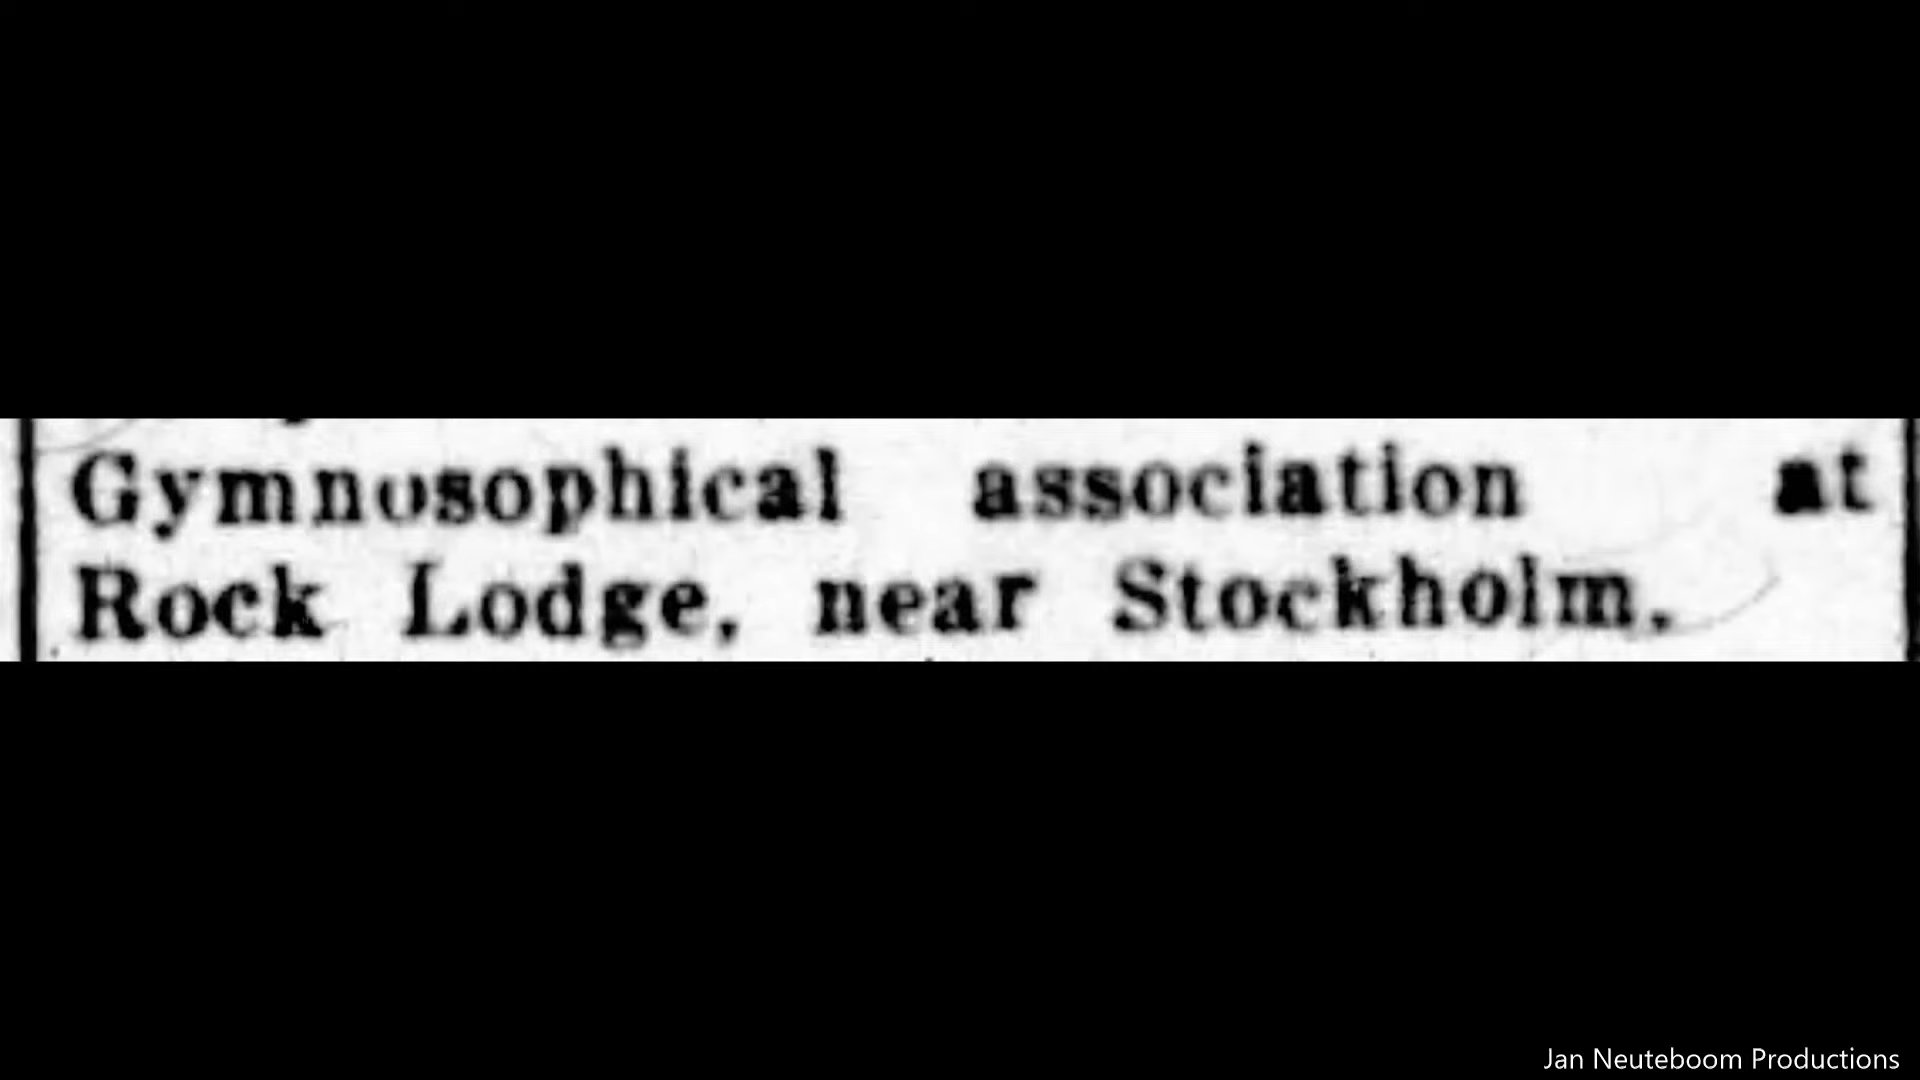 Gymnosophical association at
Rock Lodge, near Stockholm.
Jan Neuteboom Productions